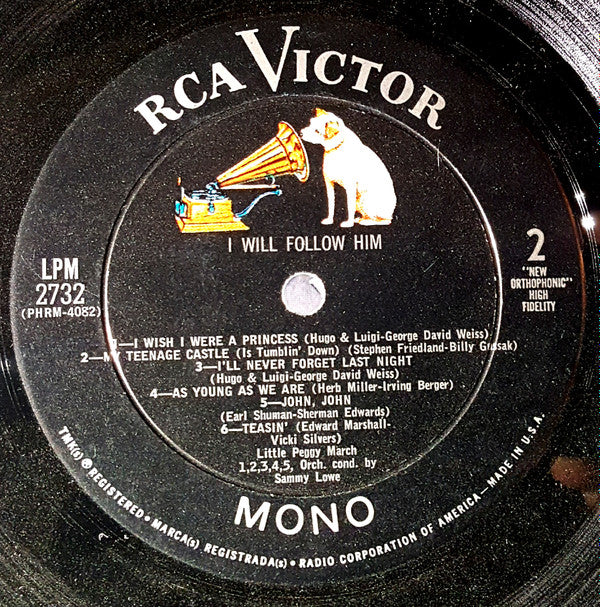 RCA VICTOR
I WILL FOLLOW HIM
LPM
2732
(PHRM-4082)
2
"NEW
ORTHOPHONIC"
HIGH
FIDELITY
1—I WISH I WERE A PRINCESS (Hugo & Luigi-George David Weiss)
2—MY TEENAGE CASTLE (Is Tumblin' Down) (Stephen Friedland-Billy Gussak)
3—I'LL NEVER FORGET LAST NIGHT
(Hugo & Luigi-George David Weiss)
4—AS YOUNG AS WE ARE (Herb Miller-Irving Berger)
5—JOHN, JOHN
(Earl Shuman-Sherman Edwards)
6—TEASIN' (Edward Marshall-
Vicki Silvers)
Little Peggy March
1,2,3,4,5, Orch. cond. by
Sammy Lowe
MONO
TMK(s) ® REGISTERED • MARCA(s) REGISTRADA(s) • RADIO CORPORATION OF AMERICA—MADE IN U.S.A.